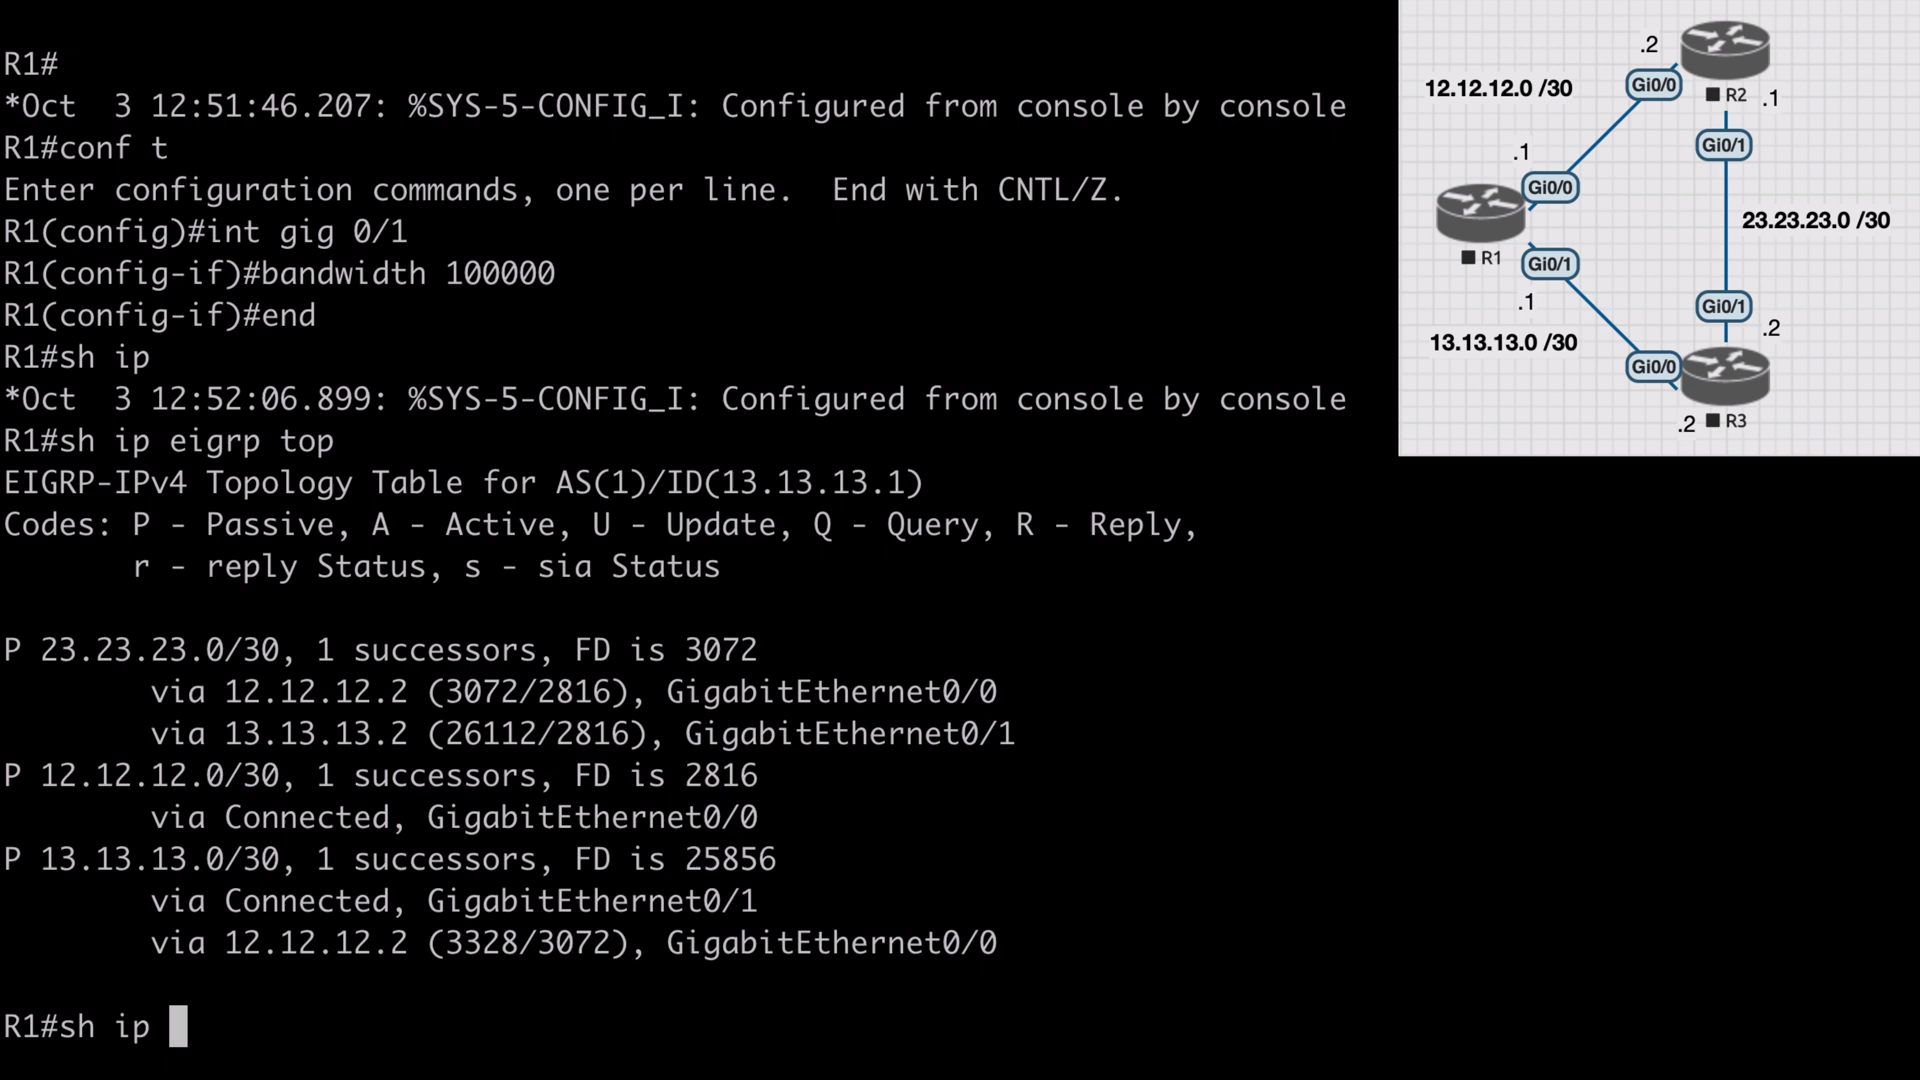 R1#
*Oct  3 12:51:46.207: %SYS-5-CONFIG_I: Configured from console by console
R1#conf t
Enter configuration commands, one per line.  End with CNTL/Z.
R1(config)#int gig 0/1
R1(config-if)#bandwidth 100000
R1(config-if)#end
R1#sh ip
*Oct  3 12:52:06.899: %SYS-5-CONFIG_I: Configured from console by console
R1#sh ip eigrp top
EIGRP-IPv4 Topology Table for AS(1)/ID(13.13.13.1)
Codes: P - Passive, A - Active, U - Update, Q - Query, R - Reply,
       r - reply Status, s - sia Status
P 23.23.23.0/30, 1 successors, FD is 3072
        via 12.12.12.2 (3072/2816), GigabitEthernet0/0
        via 13.13.13.2 (26112/2816), GigabitEthernet0/1
P 12.12.12.0/30, 1 successors, FD is 2816
        via Connected, GigabitEthernet0/0
P 13.13.13.0/30, 1 successors, FD is 25856
        via Connected, GigabitEthernet0/1
        via 12.12.12.2 (3328/3072), GigabitEthernet0/0
R1#sh ip
.2
12.12.12.0 /30
Gi0/0
R2
.1
Gi0/1
.1
Gi0/0
23.23.23.0 /30
R1
Gi0/1
.1
Gi0/1
.2
13.13.13.0 /30
Gi0/0
.2
R3